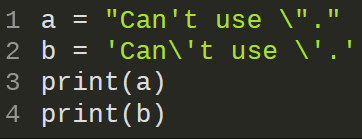 1 a = "Can't use \"."
2 b = 'Can\'t use \'.'
3 print(a)
4 print(b)